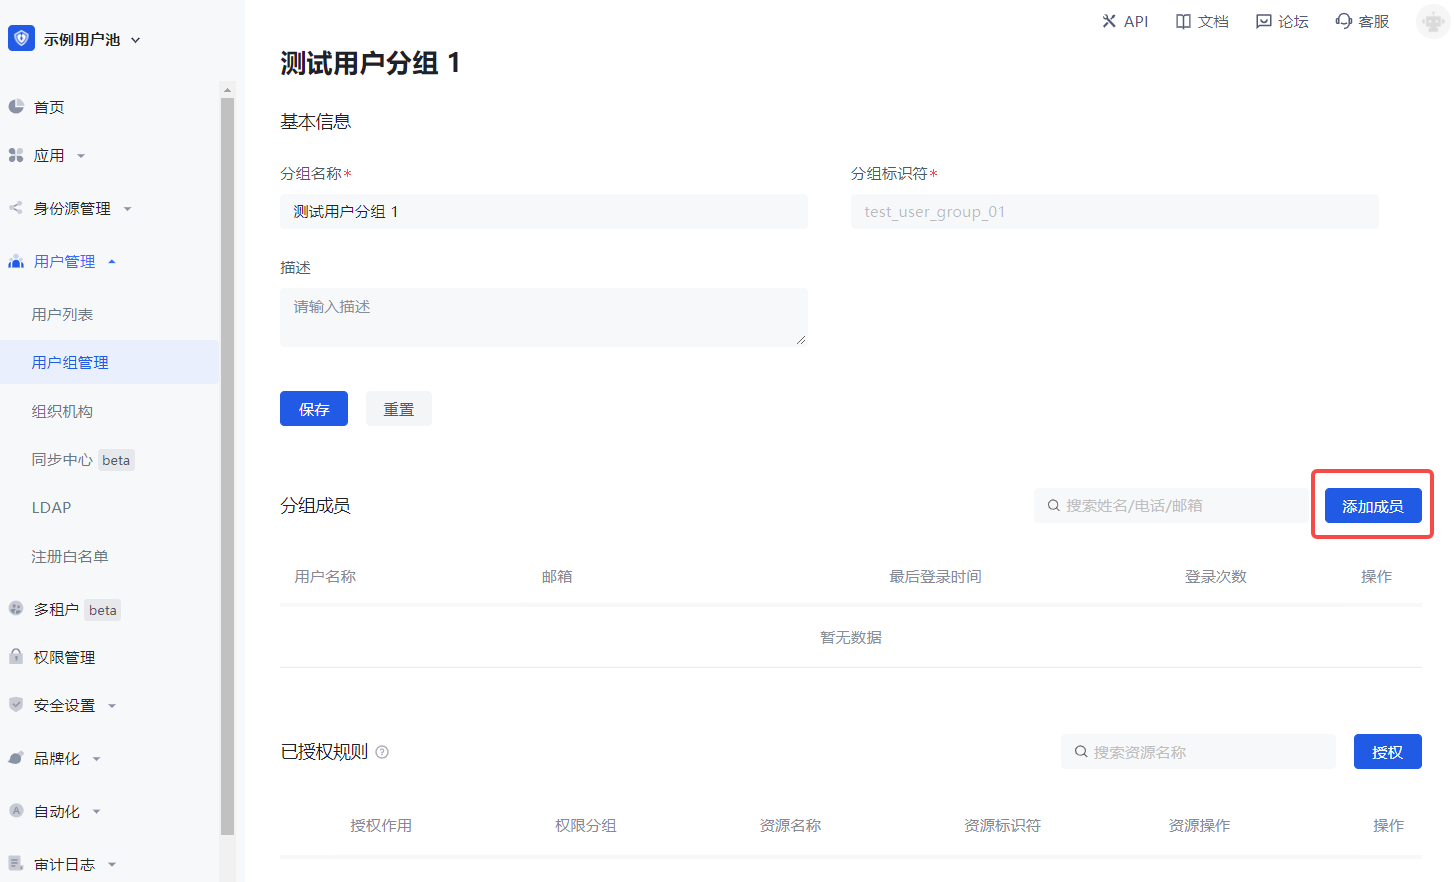 示例用户池
API 文档 论坛 客服
首页
应用
身份源管理
用户管理
用户列表
用户组管理
组织机构
同步中心 beta
LDAP
注册白名单
多租户 beta
权限管理
安全设置
品牌化
自动化
审计日志
测试用户分组 1
基本信息
分组名称* 分组标识符*
测试用户分组 1 test_user_group_01
描述
请输入描述
保存 重置
分组成员 搜索姓名/电话/邮箱 添加成员
用户名称 邮箱 最后登录时间 登录次数 操作
暂无数据
已授权规则 搜索资源名称 授权
授权作用 权限分组 资源名称 资源标识符 资源操作 操作